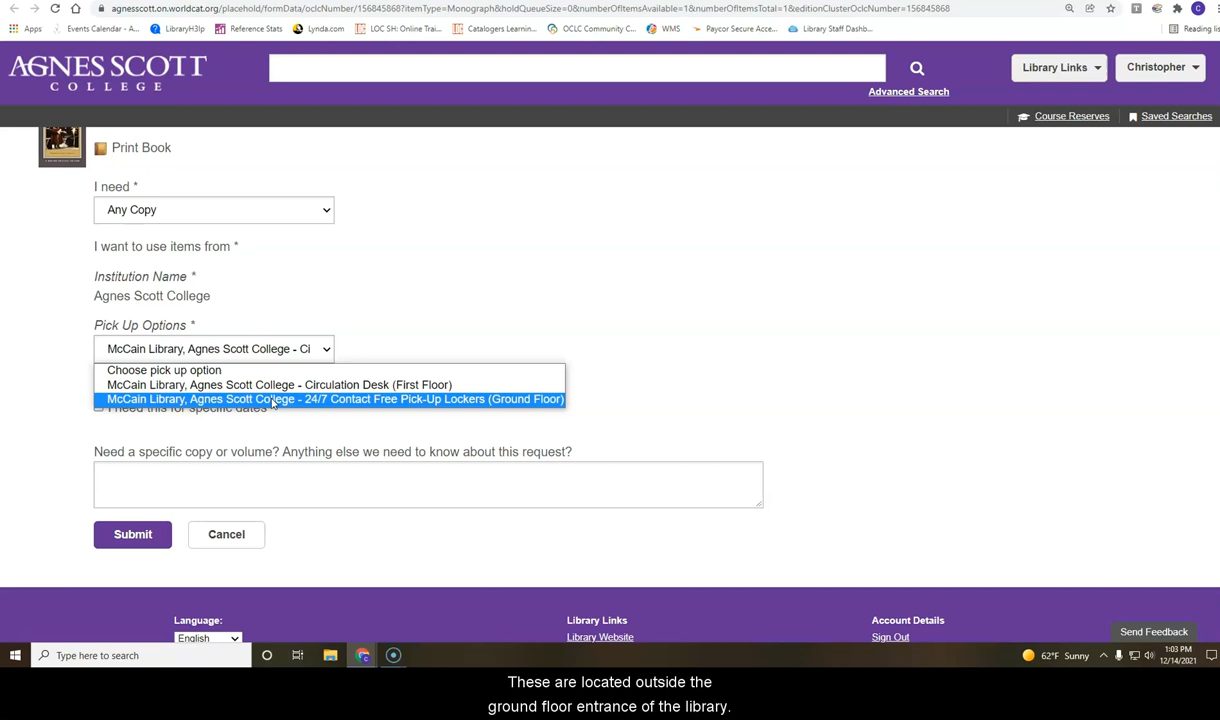 agnesscott.on.worldcat.org/placehold/formData/oclcNumber/156845868?itemType=Monograph&holdQueueSize=0&numberOfItemsAvailable=1&numberOfItemsTotal=1&editionClusterOclcNumber=156845868
Apps Events Calendar - A... LibraryH3lp Reference Stats Lynda.com LOC SH: Online Trai... Catalogers Learnin... OCLC Community C... WMS Paycor Secure Acce... Library Staff Dashb... Reading lis
AGNES SCOTT
COLLEGE
Library Links
Christopher
Advanced Search
Course Reserves Saved Searches
Print Book
I need *
Any Copy
I want to use items from *
Institution Name *
Agnes Scott College
Pick Up Options *
McCain Library, Agnes Scott College - Ci
Choose pick up option
McCain Library, Agnes Scott College - Circulation Desk (First Floor)
McCain Library, Agnes Scott College - 24/7 Contact Free Pick-Up Lockers (Ground Floor)
I need this for specific dates
Need a specific copy or volume? Anything else we need to know about this request?
Submit Cancel
Language: Library Links Account Details
English Library Website Sign Out
Send Feedback
Type here to search
62°F Sunny
1:03 PM
12/14/2021
These are located outside the
ground floor entrance of the library.